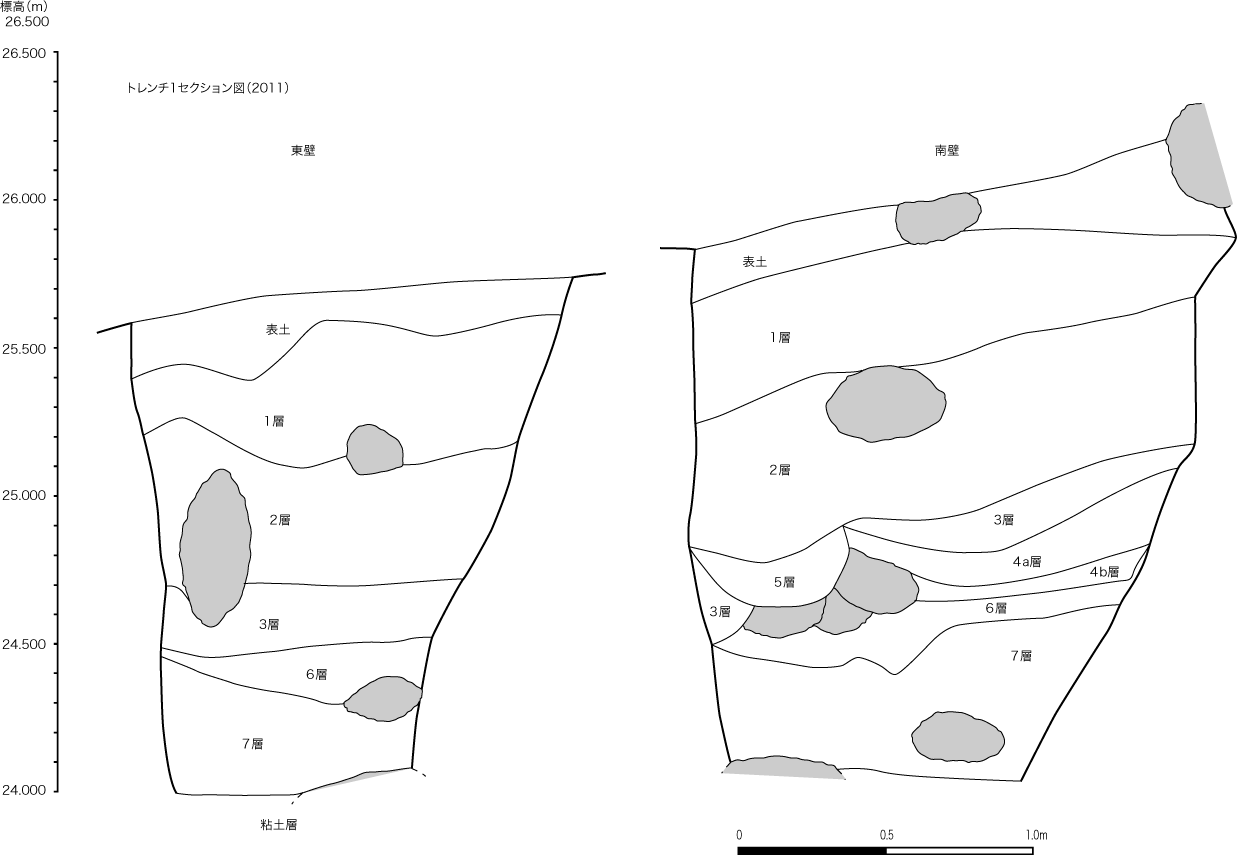 標高（m）
26.500
26.500
トレンチ1セクション図（2011）
東壁
南壁
26.000
表土
表土
25.500
1層
1層
2層
25.000
2層
3層
4a層
4b層
5層
3層
6層
3層
24.500
7層
6層
7層
24.000
粘土層
0
0.5
1.0m